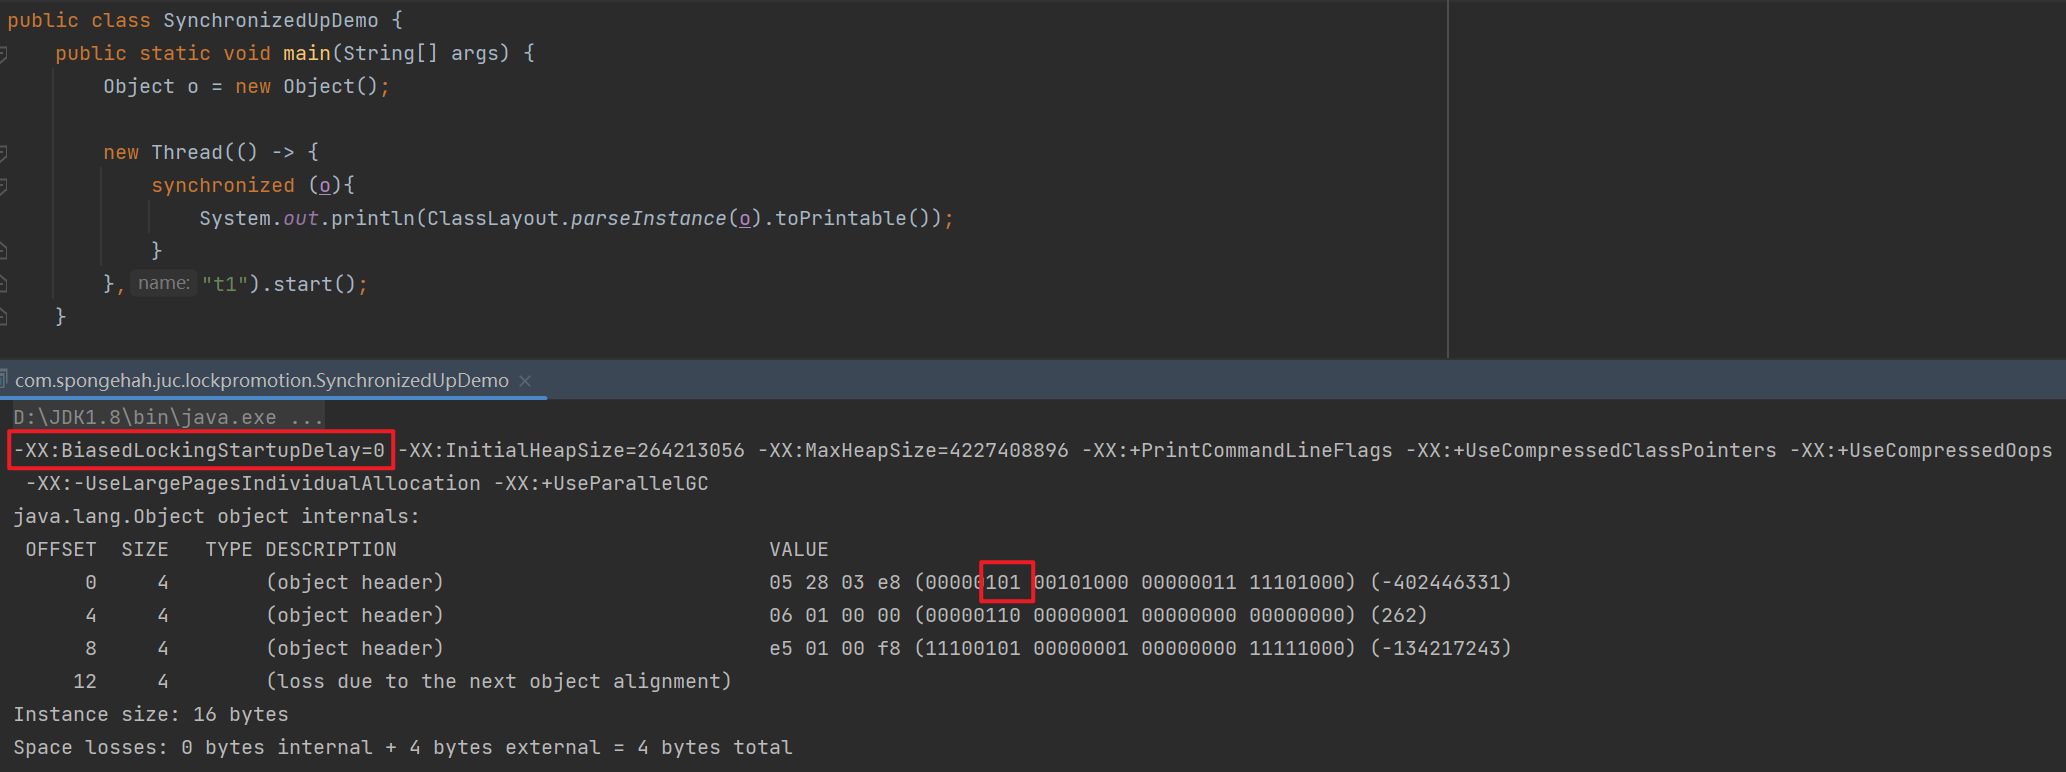 public class SynchronizedUpDemo {
    public static void main(String[] args) {
        Object o = new Object();
        new Thread(() -> {
            synchronized (o){
                System.out.println(ClassLayout.parseInstance(o).toPrintable());
            }
        }, name: "t1").start();
    }
com.spongehah.juc.lockpromotion.SynchronizedUpDemo ×
D:\JDK1.8\bin\java.exe ...
-XX:BiasedLockingStartupDelay=0 -XX:InitialHeapSize=264213056 -XX:MaxHeapSize=4227408896 -XX:+PrintCommandLineFlags -XX:+UseCompressedClassPointers -XX:+UseCompressedOops
 -XX:-UseLargePagesIndividualAllocation -XX:+UseParallelGC
java.lang.Object object internals:
 OFFSET  SIZE   TYPE DESCRIPTION                               VALUE
      0     4        (object header)                           05 28 03 e8 (00000101 00101000 00000011 11101000) (-402446331)
      4     4        (object header)                           06 01 00 00 (00000110 00000001 00000000 00000000) (262)
      8     4        (object header)                           e5 01 00 f8 (11100101 00000001 00000000 11111000) (-134217243)
     12     4        (loss due to the next object alignment)
Instance size: 16 bytes
Space losses: 0 bytes internal + 4 bytes external = 4 bytes total